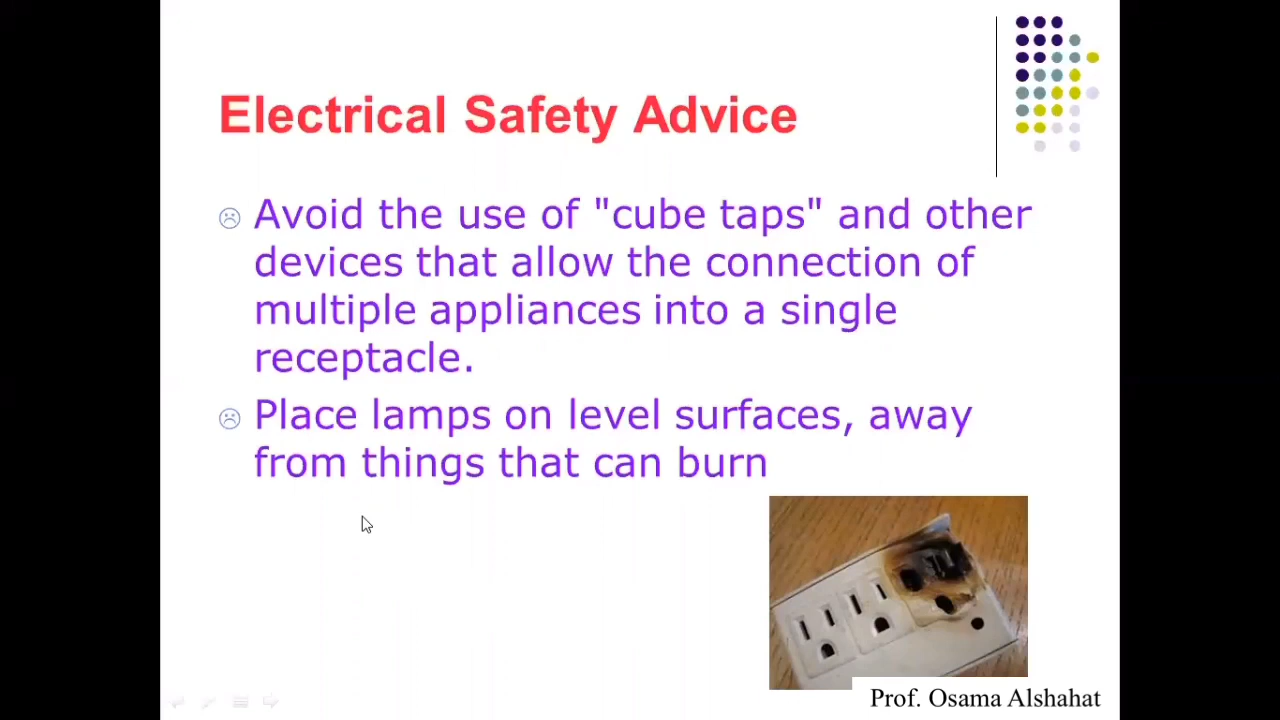 Electrical Safety Advice
Avoid the use of "cube taps" and other
devices that allow the connection of
multiple appliances into a single
receptacle.
Place lamps on level surfaces, away
from things that can burn
Prof. Osama Alshahat